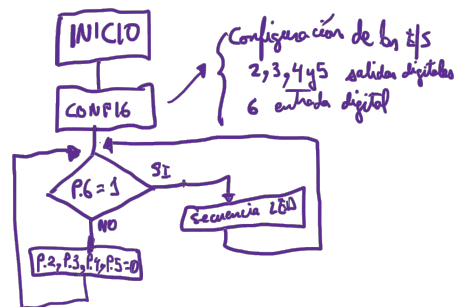 INICIO
Configuración de las E/S
2, 3, 4 y 5 salidas digitales
6 entrada digital
CONFIG
P.6 = 1
SI
Secuencia LED
NO
P.2, P.3, P.4, P.5=0